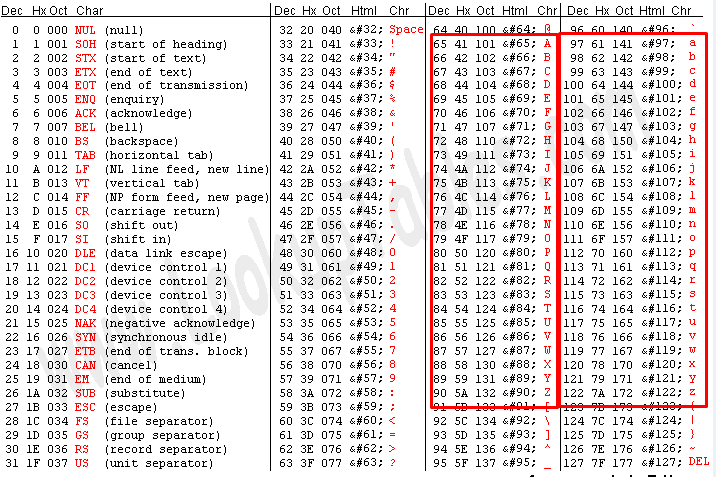 Dec Hx Oct Char Dec Hx Oct Html Chr Dec Hx Oct Html Chr Dec Hx Oct Html Chr
0 0 000 NUL (null) 32 20 040 &#32; Space 64 40 100 &#64; @ 96 60 140 &#96; `
1 1 001 SOH (start of heading) 33 21 041 &#33; ! 65 41 101 &#65; A 97 61 141 &#97; a
2 2 002 STX (start of text) 34 22 042 &#34; " 66 42 102 &#66; B 98 62 142 &#98; b
3 3 003 ETX (end of text) 35 23 043 &#35; # 67 43 103 &#67; C 99 63 143 &#99; c
4 4 004 EOT (end of transmission) 36 24 044 &#36; $ 68 44 104 &#68; D 100 64 144 &#100; d
5 5 005 ENQ (enquiry) 37 25 045 &#37; % 69 45 105 &#69; E 101 65 145 &#101; e
6 6 006 ACK (acknowledge) 38 26 046 &#38; & 70 46 106 &#70; F 102 66 146 &#102; f
7 7 007 BEL (bell) 39 27 047 &#39; ' 71 47 107 &#71; G 103 67 147 &#103; g
8 8 010 BS (backspace) 40 28 050 &#40; ( 72 48 110 &#72; H 104 68 150 &#104; h
9 9 011 TAB (horizontal tab) 41 29 051 &#41; ) 73 49 111 &#73; I 105 69 151 &#105; i
10 A 012 LF (NL line feed, new line) 42 2A 052 &#42; * 74 4A 112 &#74; J 106 6A 152 &#106; j
11 B 013 VT (vertical tab) 43 2B 053 &#43; + 75 4B 113 &#75; K 107 6B 153 &#107; k
12 C 014 FF (NP form feed, new page) 44 2C 054 &#44; , 76 4C 114 &#76; L 108 6C 154 &#108; l
13 D 015 CR (carriage return) 45 2D 055 &#45; - 77 4D 115 &#77; M 109 6D 155 &#109; m
14 E 016 SO (shift out) 46 2E 056 &#46; . 78 4E 116 &#78; N 110 6E 156 &#110; n
15 F 017 SI (shift in) 47 2F 057 &#47; / 79 4F 117 &#79; O 111 6F 157 &#111; o
16 10 020 DLE (data link escape) 48 30 060 &#48; 0 80 50 120 &#80; P 112 70 160 &#112; p
17 11 021 DC1 (device control 1) 49 31 061 &#49; 1 81 51 121 &#81; Q 113 71 161 &#113; q
18 12 022 DC2 (device control 2) 50 32 062 &#50; 2 82 52 122 &#82; R 114 72 162 &#114; r
19 13 023 DC3 (device control 3) 51 33 063 &#51; 3 83 53 123 &#83; S 115 73 163 &#115; s
20 14 024 DC4 (device control 4) 52 34 064 &#52; 4 84 54 124 &#84; T 116 74 164 &#116; t
21 15 025 NAK (negative acknowledge) 53 35 065 &#53; 5 85 55 125 &#85; U 117 75 165 &#117; u
22 16 026 SYN (synchronous idle) 54 36 066 &#54; 6 86 56 126 &#86; V 118 76 166 &#118; v
23 17 027 ETB (end of trans. block) 55 37 067 &#55; 7 87 57 127 &#87; W 119 77 167 &#119; w
24 18 030 CAN (cancel) 56 38 070 &#56; 8 88 58 130 &#88; X 120 78 170 &#120; x
25 19 031 EM (end of medium) 57 39 071 &#57; 9 89 59 131 &#89; Y 121 79 171 &#121; y
26 1A 032 SUB (substitute) 58 3A 072 &#58; : 90 5A 132 &#90; Z 122 7A 172 &#122; z
27 1B 033 ESC (escape) 59 3B 073 &#59; ; 91 5B 133 &#91; [ 123 7B 173 &#123; {
28 1C 034 FS (file separator) 60 3C 074 &#60; < 92 5C 134 &#92; \ 124 7C 174 &#124; |
29 1D 035 GS (group separator) 61 3D 075 &#61; = 93 5D 135 &#93; ] 125 7D 175 &#125; }
30 1E 036 RS (record separator) 62 3E 076 &#62; > 94 5E 136 &#94; ^ 126 7E 176 &#126; ~
31 1F 037 US (unit separator) 63 3F 077 &#63; ? 95 5F 137 &#95; _ 127 7F 177 &#127; DEL